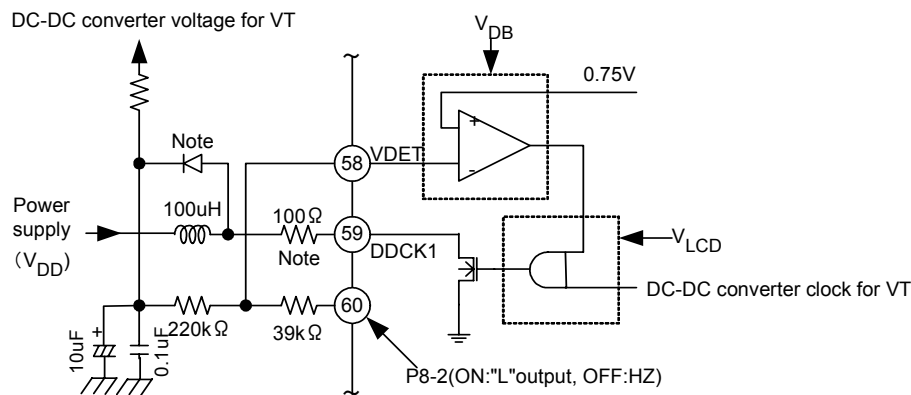 DC-DC converter voltage for VT
VDB
0.75V
Note
+
-
58
VDET
Power
supply
(VDD)
100uH
100Ω
Note
59
DDCK1
VLCD
DC-DC converter clock for VT
220kΩ
39kΩ
60
+
10uF
0.1uF
P8-2(ON:"L"output, OFF:HZ)